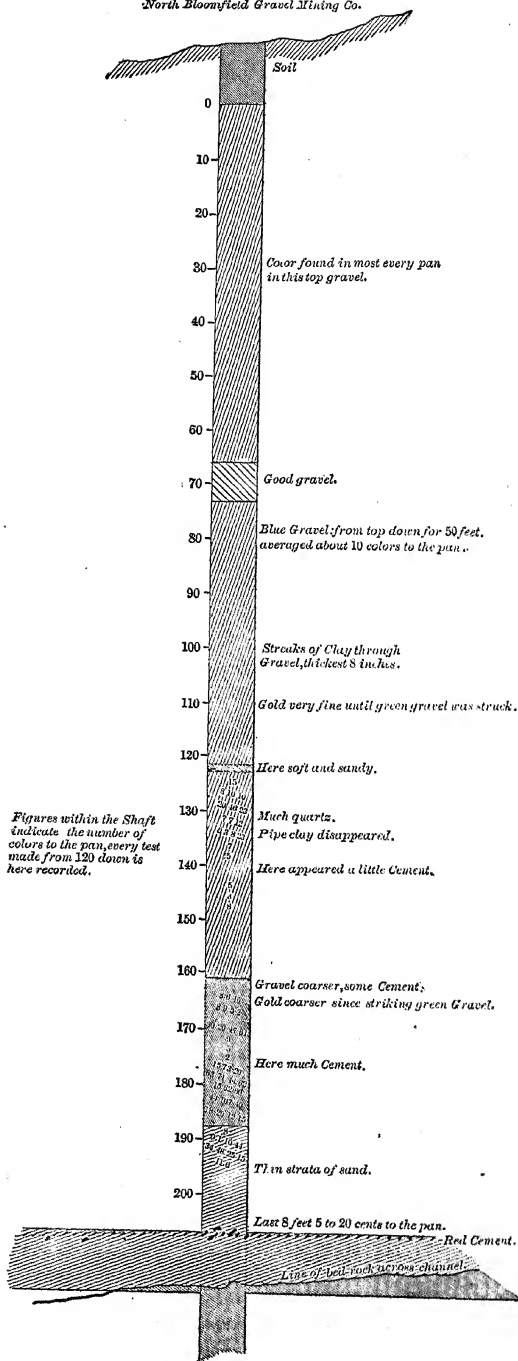 North Bloomfield Gravel Mining Co.
Soil
0
10
20
30
Color found in most every pan
in this top gravel.
40
50
60
70
Good gravel.
80
Blue Gravel: from top down for 50 feet.
averaged about 10 colors to the pan.
90
100
Streaks of Clay through
Gravel, thickest 8 inches.
110
Gold very fine until green gravel was struck.
120
Here soft and sandy.
130
Much quartz.
Pipe clay disappeared.
Figures within the Shaft
indicate the number of
colors to the pan, every test
made from 120 down is
here recorded.
140
Here appeared a little Cement.
150
160
Gravel coarser, some Cement,
Gold coarser since striking green Gravel.
170
Here much Cement.
180
190
Thin strata of sand.
200
Last 8 feet 5 to 20 cents to the pan.
Red Cement.
Line of bed-rock across channel.